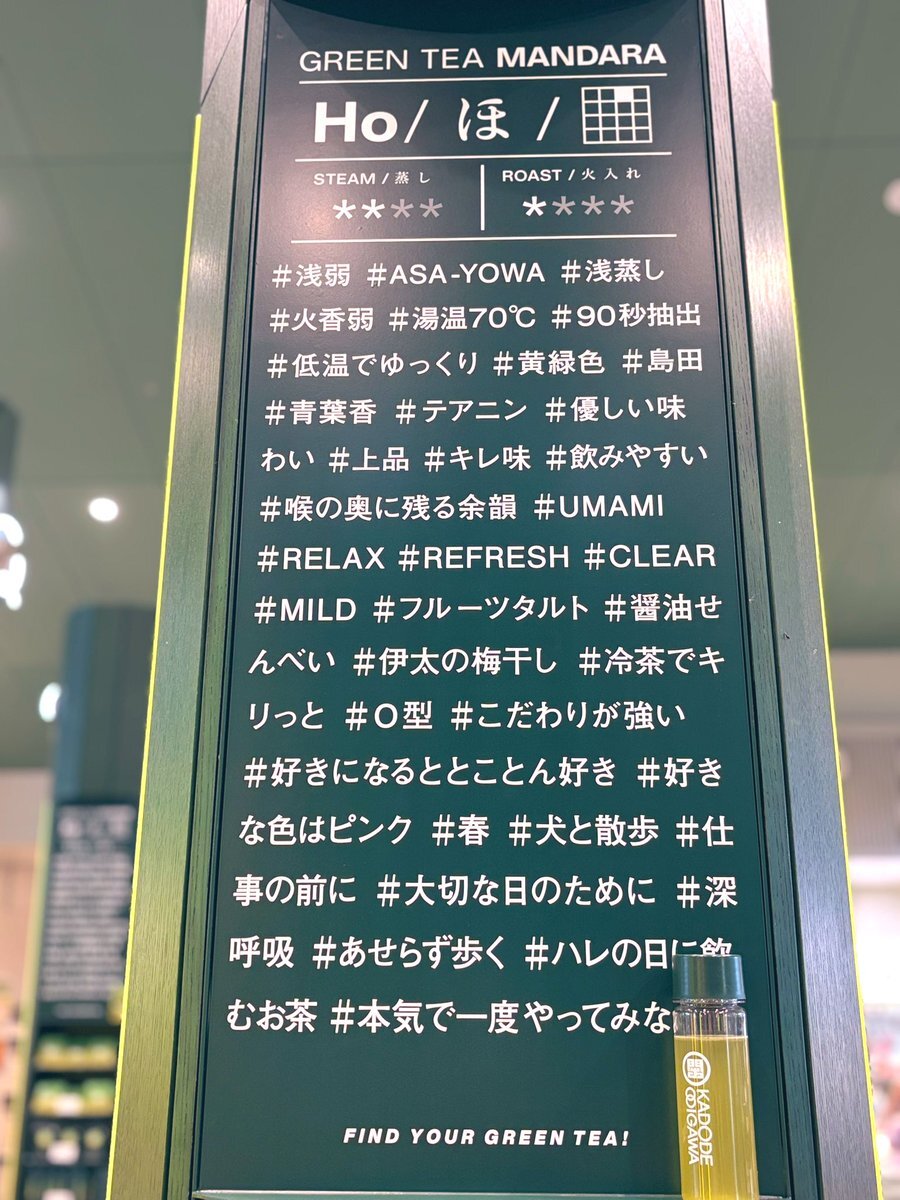 GREEN TEA MANDARA
Ho / ほ /
STEAM / 蒸し
****
ROAST / 火入れ
****
#浅弱 #ASA-YOWA #浅蒸し
#火香弱 #湯温70℃ #90秒抽出
#低温でゆっくり #黄緑色 #島田
#青葉香 #テアニン #優しい味
わい #上品 #キレ味 #飲みやすい
#喉の奥に残る余韻 #UMAMI
#RELAX #REFRESH #CLEAR
#MILD #フルーツタルト #醤油せ
んべい #伊太の梅干し #冷茶でキ
リっと #O型 #こだわりが強い
#好きになるととことん好き #好き
な色はピンク #春 #犬と散歩 #仕
事の前に #大切な日のために #深
呼吸 #あせらず歩く #ハレの日に飲
むお茶 #本気で一度やってみな
FIND YOUR GREEN TEA!
KADODE
OOIGAWA